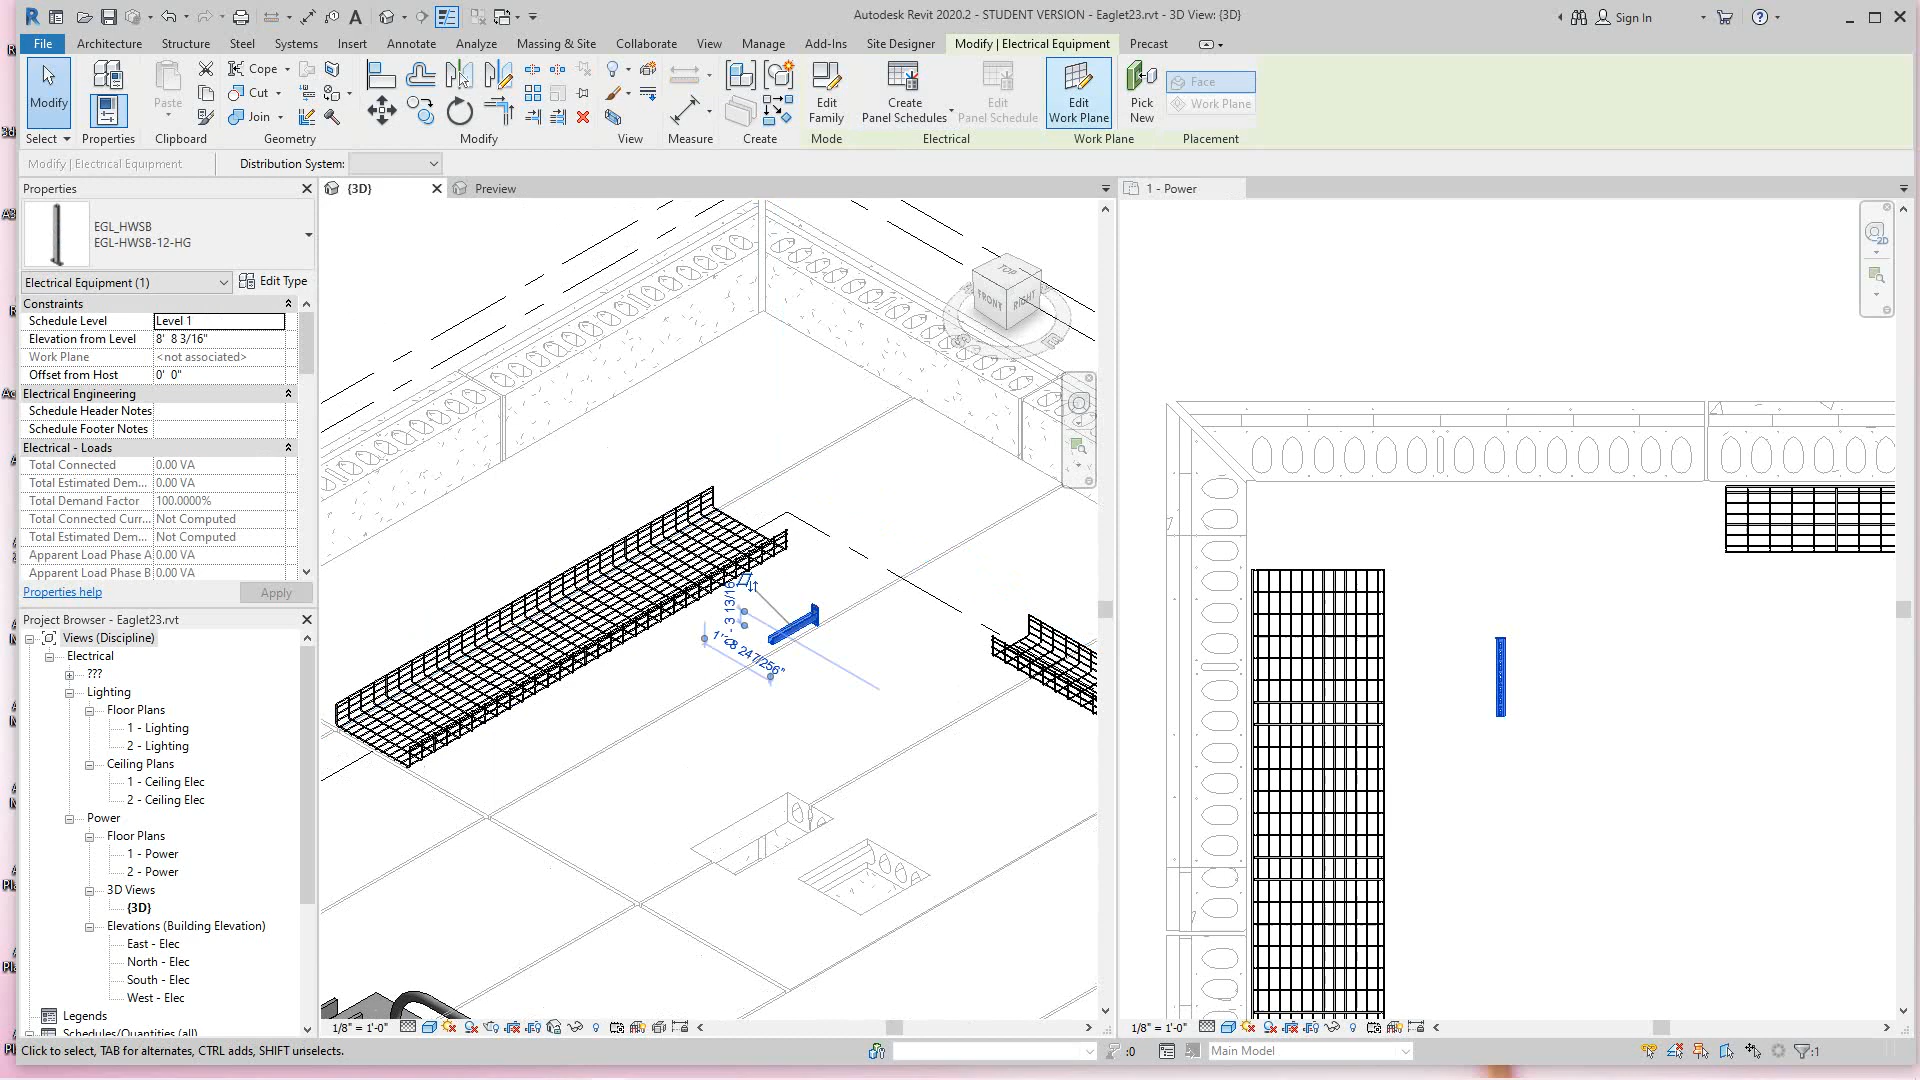 Autodesk Revit 2020.2 - STUDENT VERSION - Eaglet23.rvt - 3D View: {3D}
Sign In
File Architecture Structure Steel Systems Insert Annotate Analyze Massing & Site Collaborate View Manage Add-Ins Site Designer Modify | Electrical Equipment Precast
Modify
Select
Properties
Paste
Clipboard
Cope
Cut
Join
Geometry
Modify
View
Measure
Create
Edit Family
Mode
Create Panel Schedules
Edit Panel Schedule
Electrical
Edit Work Plane
Pick New
Work Plane
Face
Work Plane
Placement
Modify | Electrical Equipment
Distribution System:
Properties
EGL_HWSB
EGL-HWSB-12-HG
Electrical Equipment (1)
Edit Type
Constraints
Schedule Level Level 1
Elevation from Level 8' 8 3/16"
Work Plane <not associated>
Offset from Host 0' 0"
Electrical Engineering
Schedule Header Notes
Schedule Footer Notes
Electrical - Loads
Total Connected 0.00 VA
Total Estimated Dem... 0.00 VA
Total Demand Factor 100.0000%
Total Connected Curr... Not Computed
Total Estimated Dem... Not Computed
Apparent Load Phase A 0.00 VA
Apparent Load Phase B 0.00 VA
Properties help
Apply
Project Browser - Eaglet23.rvt
Views (Discipline)
Electrical
???
Lighting
Floor Plans
1 - Lighting
2 - Lighting
Ceiling Plans
1 - Ceiling Elec
2 - Ceiling Elec
Power
Floor Plans
1 - Power
2 - Power
3D Views
{3D}
Elevations (Building Elevation)
East - Elec
North - Elec
South - Elec
West - Elec
Legends
Schedules/Quantities (all)
{3D}
Preview
TOP
FRONT
RIGHT
1/8" = 1'-0"
1 - Power
2D
1/8" = 1'-0"
Click to select, TAB for alternates, CTRL adds, SHIFT unselects.
:0
Main Model
:1